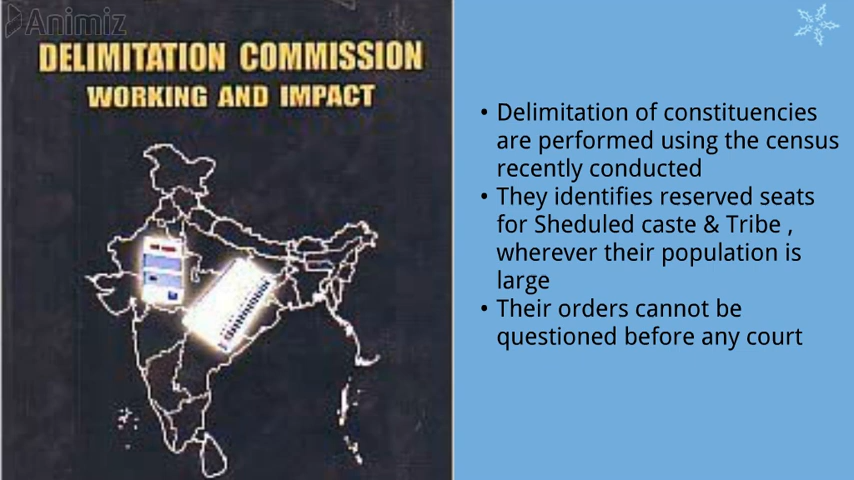 Animiz
DELIMITATION COMMISSION
WORKING AND IMPACT
• Delimitation of constituencies
are performed using the census
recently conducted
• They identifies reserved seats
for Sheduled caste & Tribe ,
wherever their population is
large
• Their orders cannot be
questioned before any court